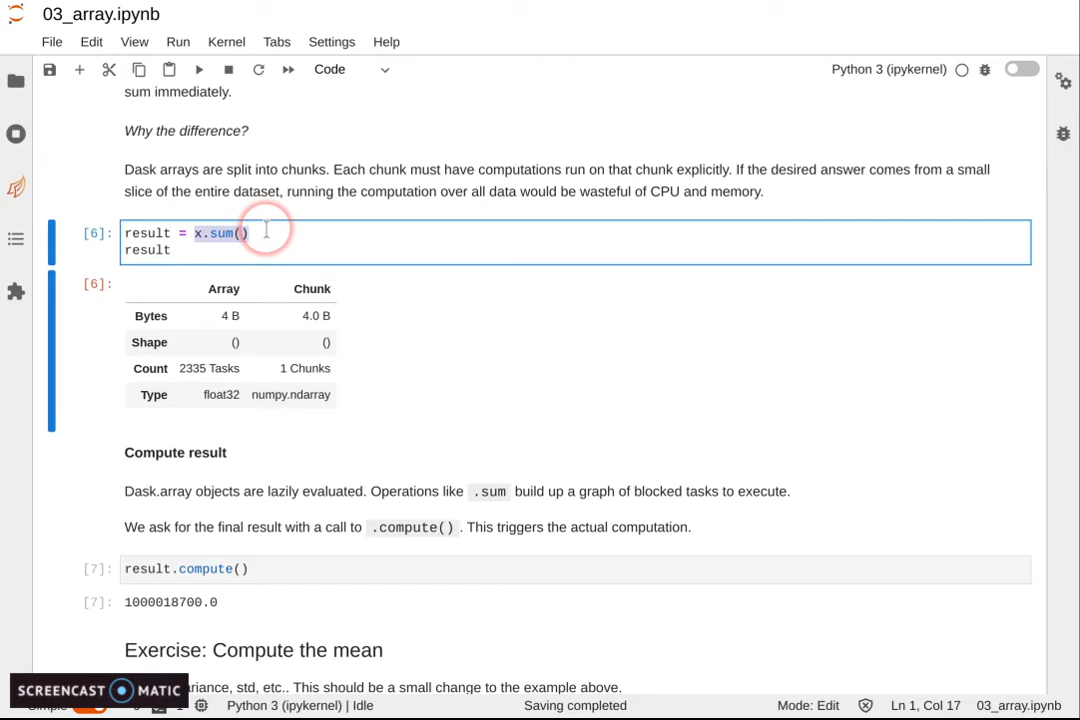 03_array.ipynb
File Edit View Run Kernel Tabs Settings Help
Code Python 3 (ipykernel)
sum immediately.
Why the difference?
Dask arrays are split into chunks. Each chunk must have computations run on that chunk explicitly. If the desired answer comes from a small
slice of the entire dataset, running the computation over all data would be wasteful of CPU and memory.
[6]: result = x.sum()
result
[6]:
Array Chunk
Bytes 4 B 4.0 B
Shape () ()
Count 2335 Tasks 1 Chunks
Type float32 numpy.ndarray
Compute result
Dask.array objects are lazily evaluated. Operations like .sum build up a graph of blocked tasks to execute.
We ask for the final result with a call to .compute() . This triggers the actual computation.
[7]: result.compute()
[7]: 1000018700.0
Exercise: Compute the mean
std, etc.. This should be a small change to the example above.
SCREENCAST MATIC
Python 3 (ipykernel) | Idle Saving completed Mode: Edit Ln 1, Col 17 03_array.ipynb